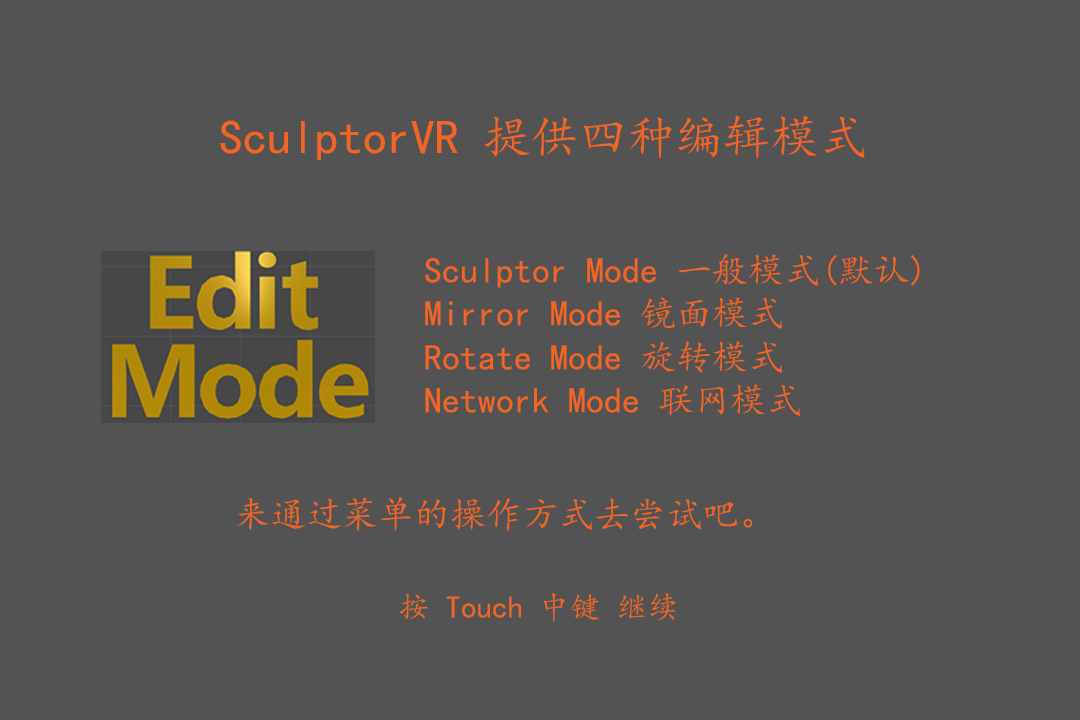 SculptorVR 提供四种编辑模式
Edit
Mode
Sculptor Mode 一般模式(默认)
Mirror Mode 镜面模式
Rotate Mode 旋转模式
Network Mode 联网模式
来通过菜单的操作方式去尝试吧。
按 Touch 中键 继续